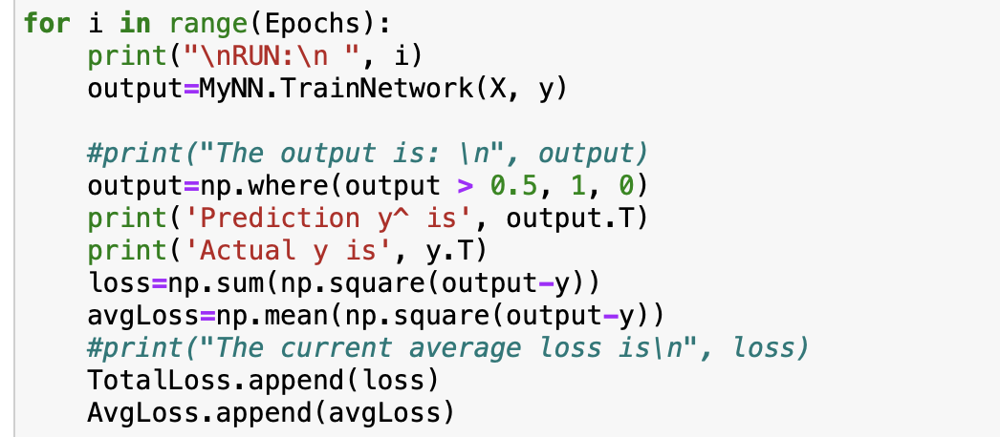 for i in range(Epochs):
    print("\nRUN:\n ", i)
    output=MyNN.TrainNetwork(X, y)

    #print("The output is: \n", output)
    output=np.where(output > 0.5, 1, 0)
    print('Prediction y^ is', output.T)
    print('Actual y is', y.T)
    loss=np.sum(np.square(output-y))
    avgLoss=np.mean(np.square(output-y))
    #print("The current average loss is\n", loss)
    TotalLoss.append(loss)
    AvgLoss.append(avgLoss)